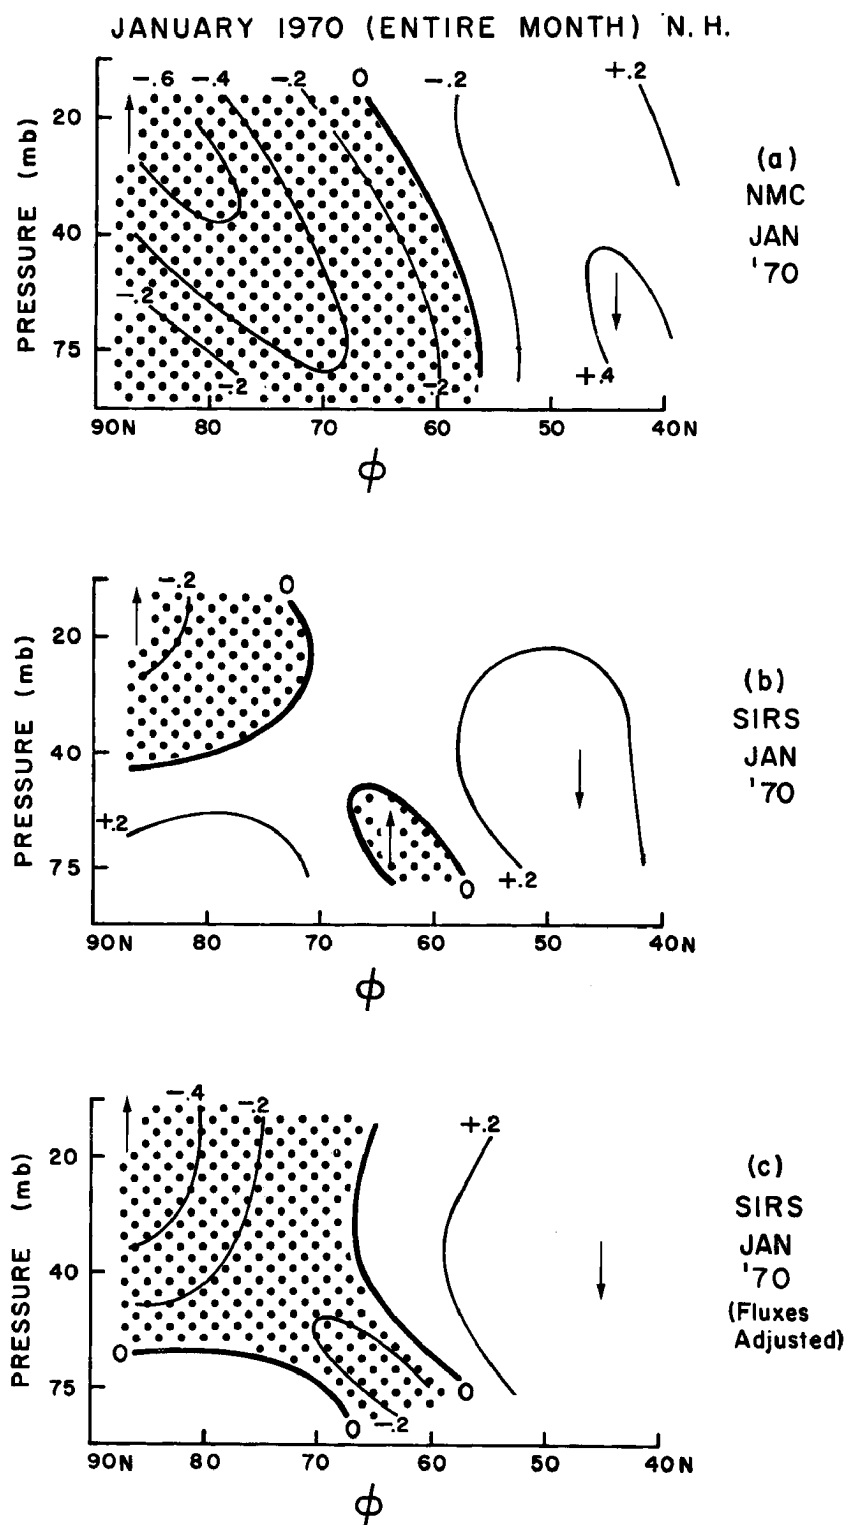 JANUARY 1970 (ENTIRE MONTH) N.H.
-.6 -.4 -.2 0 -.2 +.2
20
40
75
PRESSURE (mb)
-.2
-.2
-.2
+.4
90N 80 70 60 50 40N
ϕ
(a)
NMC
JAN
'70
-.2 0
20
40
75
PRESSURE (mb)
+.2
0
+.2
90N 80 70 60 50 40N
ϕ
(b)
SIRS
JAN
'70
-.4 -.2 +.2
20
40
75
PRESSURE (mb)
0
0
0
-.2
90N 80 70 60 50 40N
ϕ
(c)
SIRS
JAN
'70
(Fluxes
Adjusted)